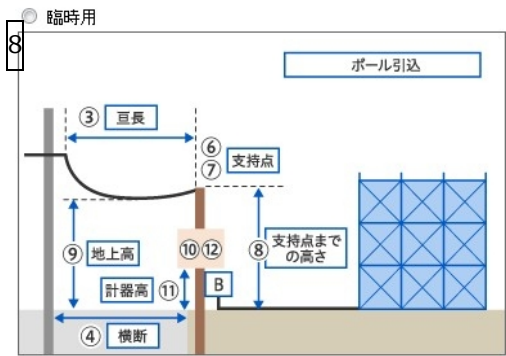 臨時用
8
ポール引込
③ 亘長
⑥
⑦ 支持点
⑨ 地上高
⑩⑫
⑧ 支持点まで
の高さ
計器高 ⑪
B
④ 横断